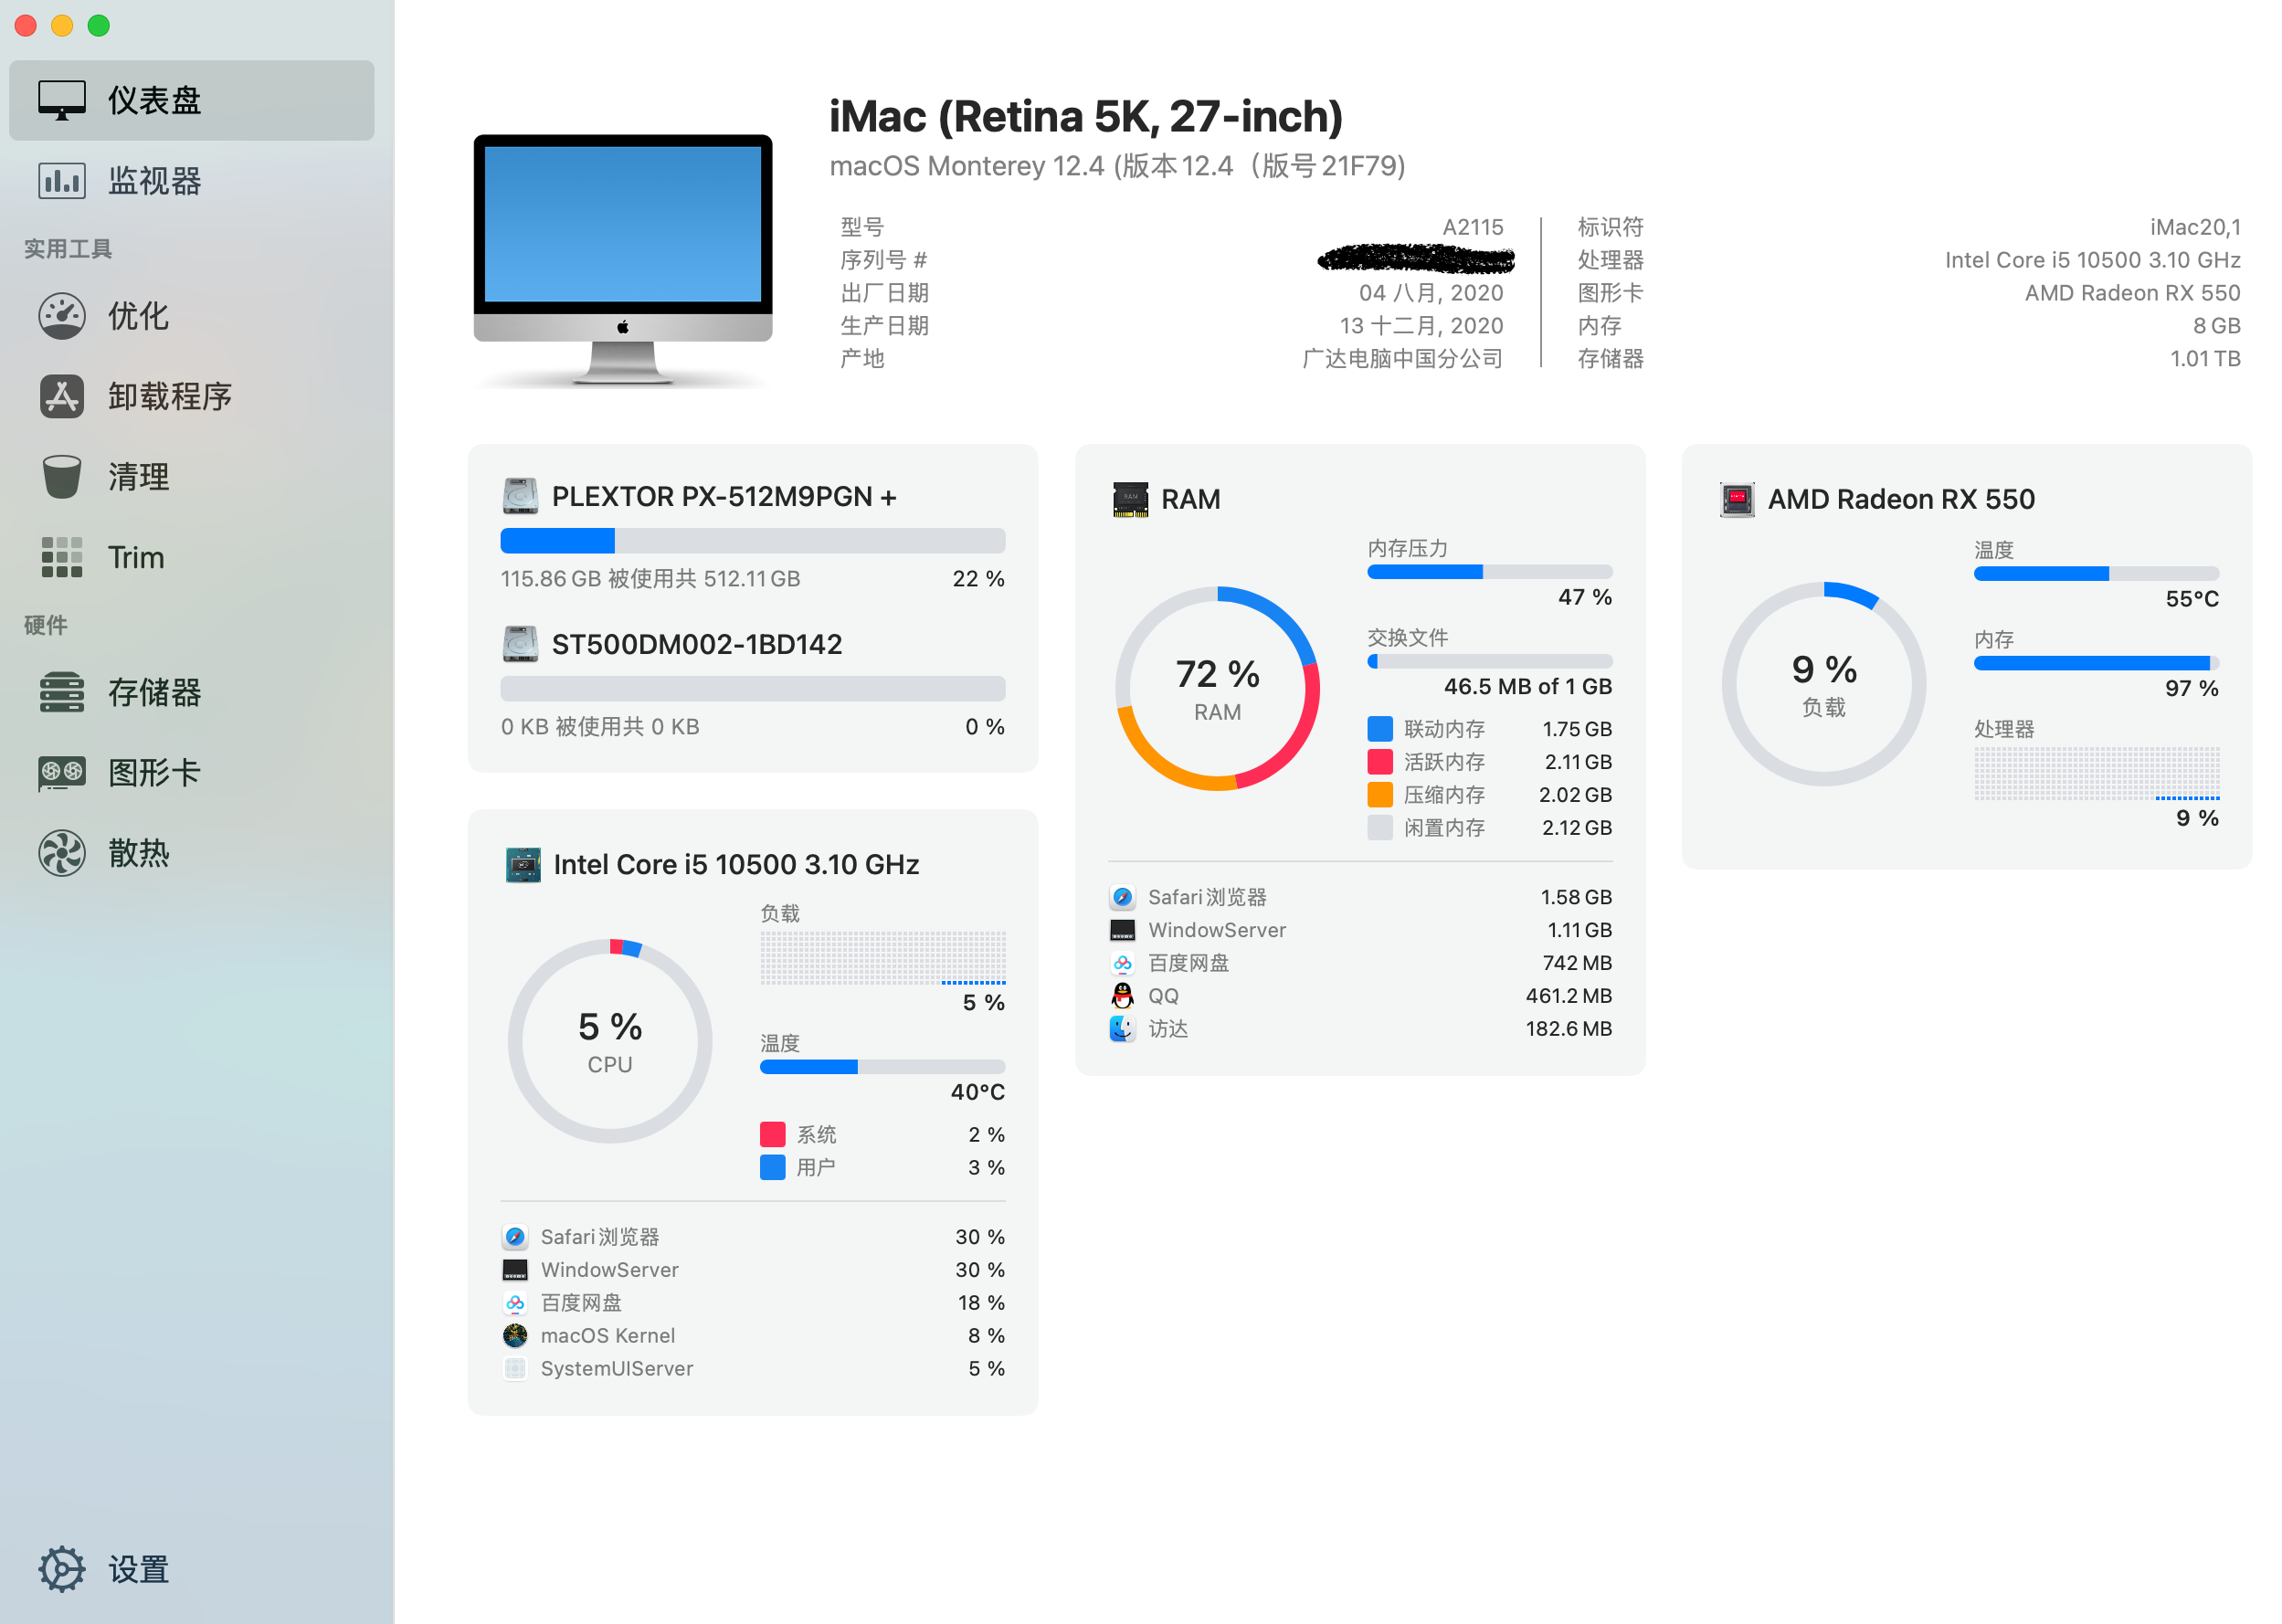 仪表盘
监视器
实用工具
优化
卸载程序
清理
Trim
硬件
存储器
图形卡
散热
设置
iMac (Retina 5K, 27-inch)
macOS Monterey 12.4 (版本 12.4（版号 21F79)
型号 A2115
序列号 #
出厂日期 04 八月, 2020
生产日期 13 十二月, 2020
产地 广达电脑中国分公司
标识符 iMac20,1
处理器 Intel Core i5 10500 3.10 GHz
图形卡 AMD Radeon RX 550
内存 8 GB
存储器 1.01 TB
PLEXTOR PX-512M9PGN +
115.86 GB 被使用共 512.11 GB 22 %
ST500DM002-1BD142
0 KB 被使用共 0 KB 0 %
Intel Core i5 10500 3.10 GHz
负载
5 %
5 %
CPU
温度
40°C
系统 2 %
用户 3 %
Safari 浏览器 30 %
WindowServer 30 %
百度网盘 18 %
macOS Kernel 8 %
SystemUIServer 5 %
RAM
内存压力
47 %
交换文件
46.5 MB of 1 GB
72 %
RAM
联动内存 1.75 GB
活跃内存 2.11 GB
压缩内存 2.02 GB
闲置内存 2.12 GB
Safari 浏览器 1.58 GB
WindowServer 1.11 GB
百度网盘 742 MB
QQ 461.2 MB
访达 182.6 MB
AMD Radeon RX 550
温度
55°C
内存
97 %
9 %
负载
处理器
9 %